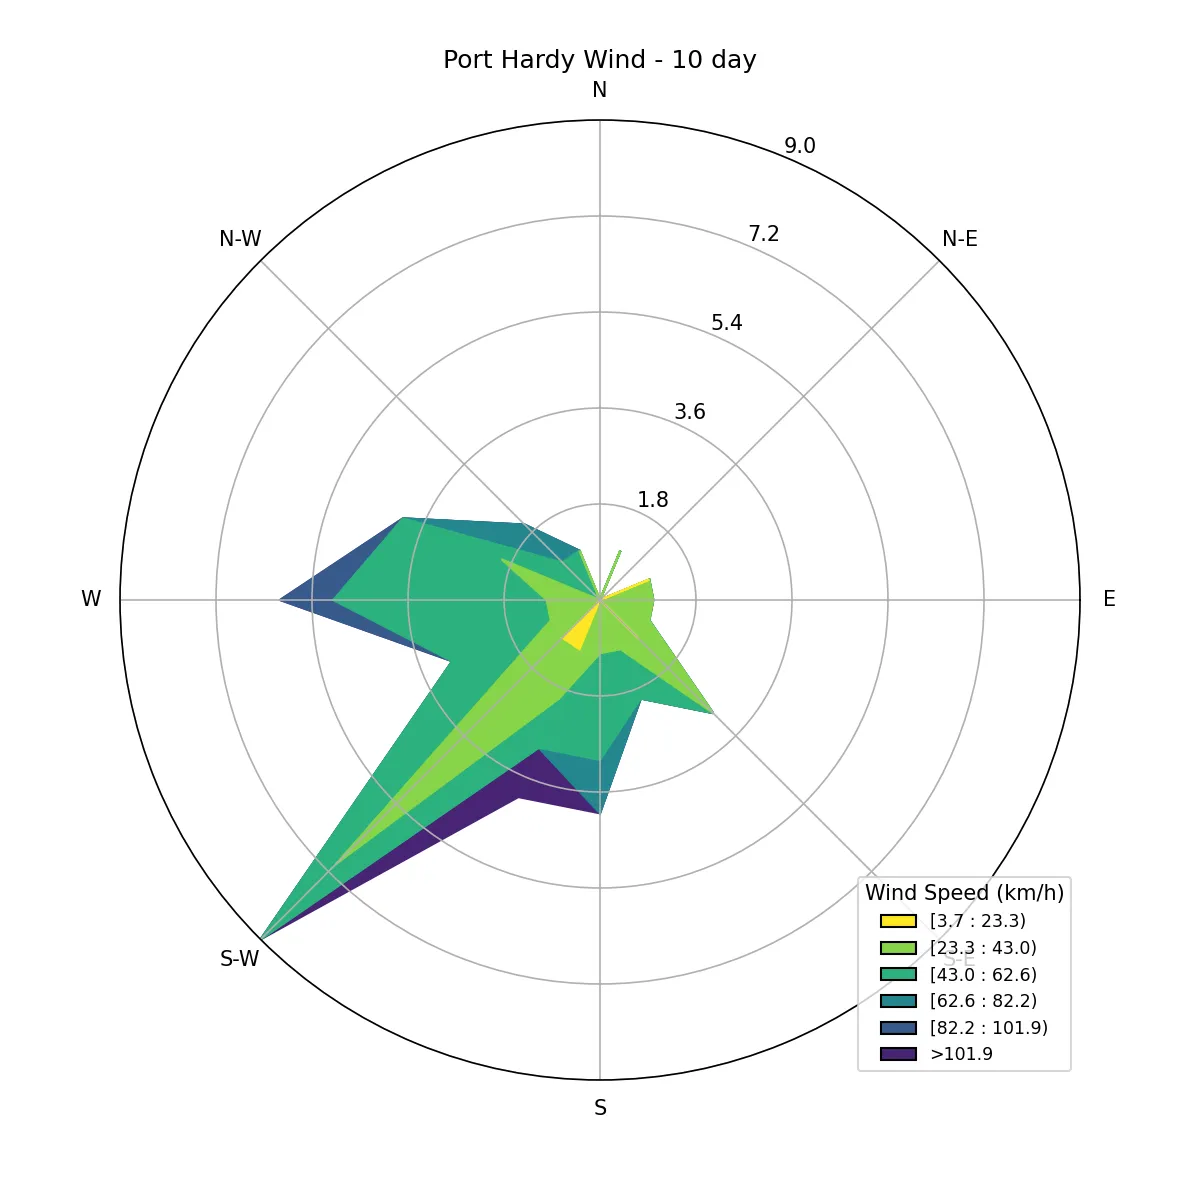 Port Hardy Wind - 10 day
N
9.0
N-W
N-E
7.2
5.4
3.6
1.8
W
E
S-W
S-E
S
Wind Speed (km/h)
[3.7 : 23.3)
[23.3 : 43.0)
[43.0 : 62.6)
[62.6 : 82.2)
[82.2 : 101.9)
>101.9